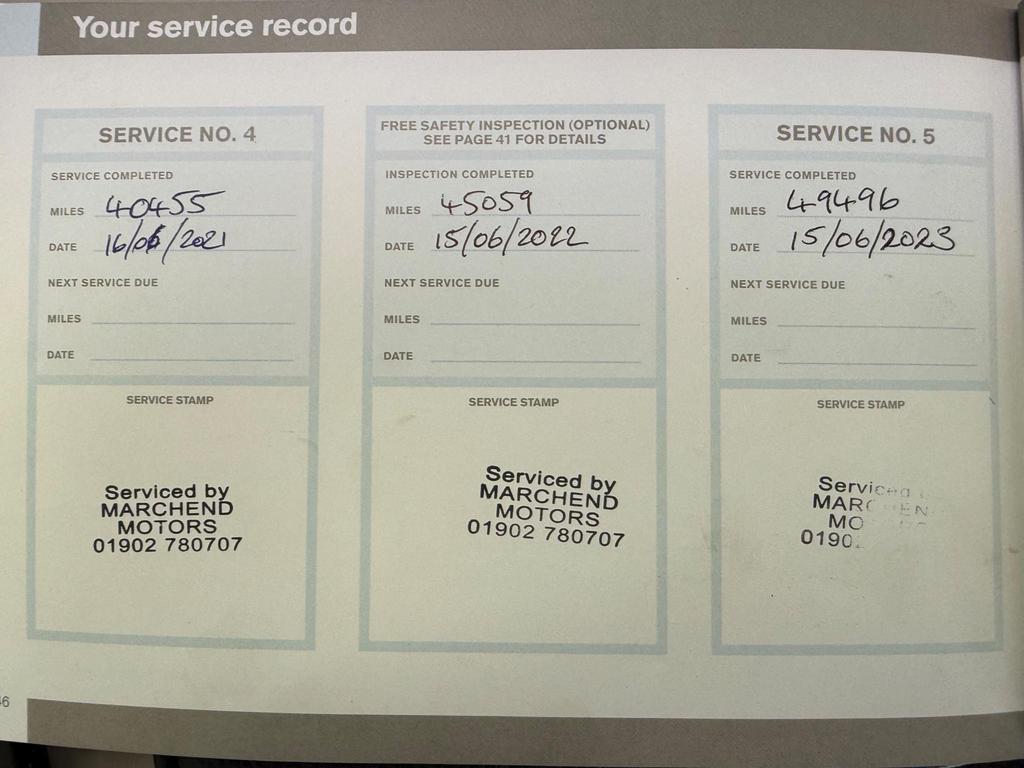 Your service record
SERVICE NO. 4
SERVICE COMPLETED
MILES 40455
DATE 16/06/2021
NEXT SERVICE DUE
MILES
DATE
SERVICE STAMP
Serviced by
MARCHEND
MOTORS
01902 780707
FREE SAFETY INSPECTION (OPTIONAL)
SEE PAGE 41 FOR DETAILS
INSPECTION COMPLETED
MILES 45059
DATE 15/06/2022
NEXT SERVICE DUE
MILES
DATE
SERVICE STAMP
Serviced by
MARCHEND
MOTORS
01902 780707
SERVICE NO. 5
SERVICE COMPLETED
MILES 49496
DATE 15/06/2023
NEXT SERVICE DUE
MILES
DATE
SERVICE STAMP
Serviced